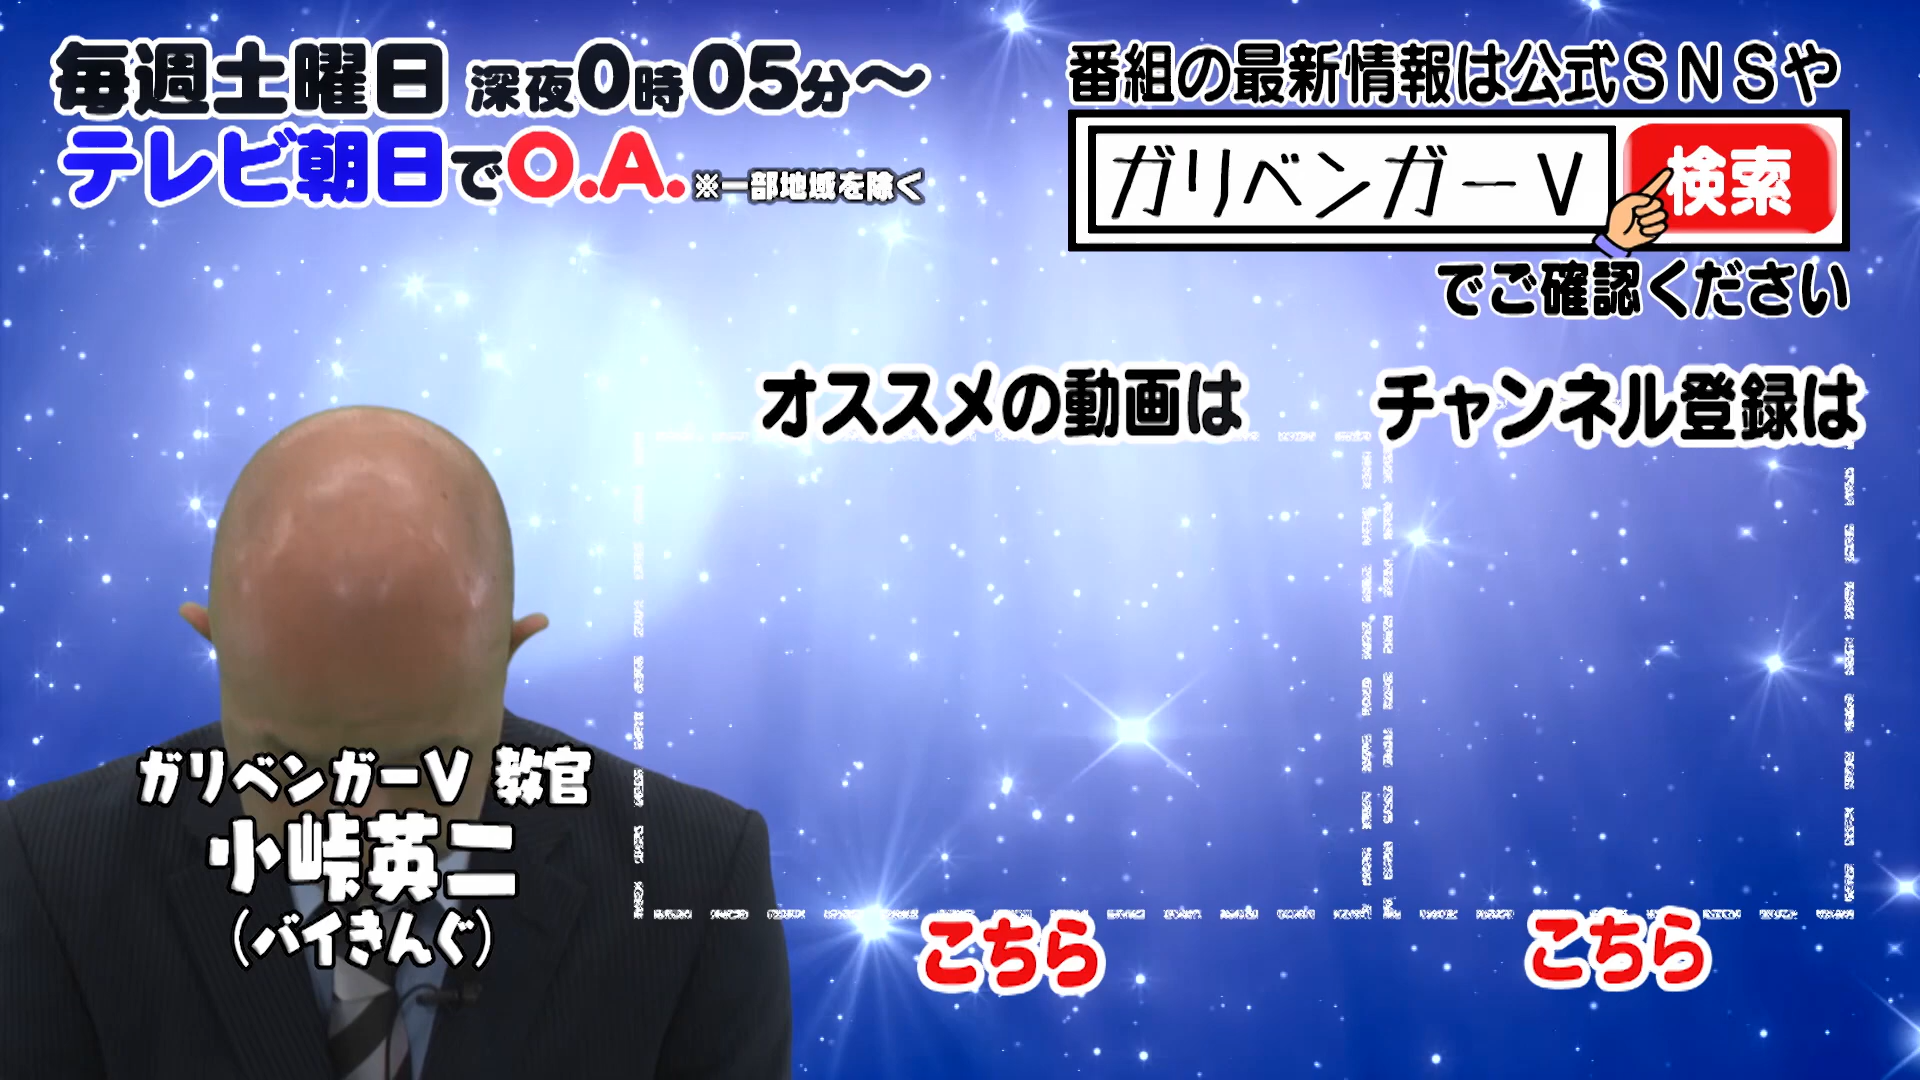 毎週土曜日 深夜0時05分～
テレビ朝日でO.A.※一部地域を除く
番組の最新情報は公式SNSや
ガリベンガーV 検索
でご確認ください
オススメの動画は
チャンネル登録は
ガリベンガーV 教官
小峠英二
(バイきんぐ)
こちら
こちら